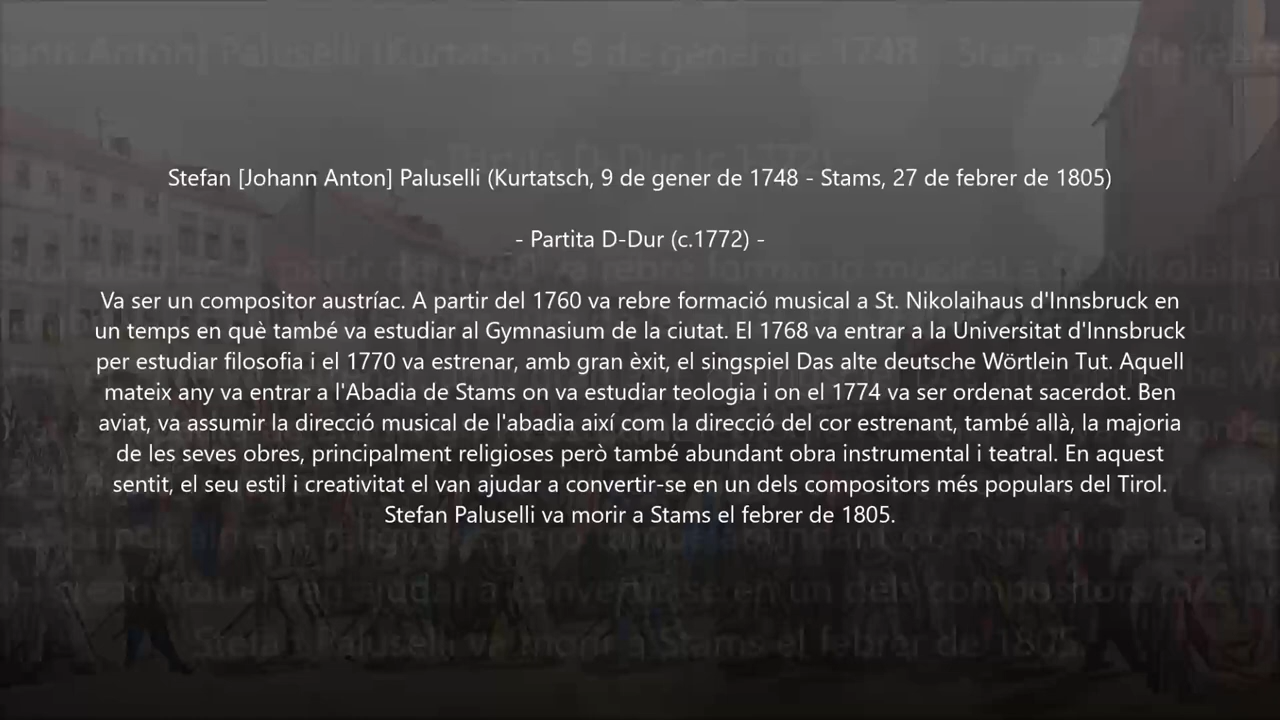 Stefan [Johann Anton] Paluselli (Kurtatsch, 9 de gener de 1748 - Stams, 27 de febrer de 1805)
- Partita D-Dur (c.1772) -
Va ser un compositor austríac. A partir del 1760 va rebre formació musical a St. Nikolaihaus d'Innsbruck en
un temps en què també va estudiar al Gymnasium de la ciutat. El 1768 va entrar a la Universitat d'Innsbruck
per estudiar filosofia i el 1770 va estrenar, amb gran èxit, el singspiel Das alte deutsche Wörtlein Tut. Aquell
mateix any va entrar a l'Abadia de Stams on va estudiar teologia i on el 1774 va ser ordenat sacerdot. Ben
aviat, va assumir la direcció musical de l'abadia així com la direcció del cor estrenant, també allà, la majoria
de les seves obres, principalment religioses però també abundant obra instrumental i teatral. En aquest
sentit, el seu estil i creativitat el van ajudar a convertir-se en un dels compositors més populars del Tirol.
Stefan Paluselli va morir a Stams el febrer de 1805.